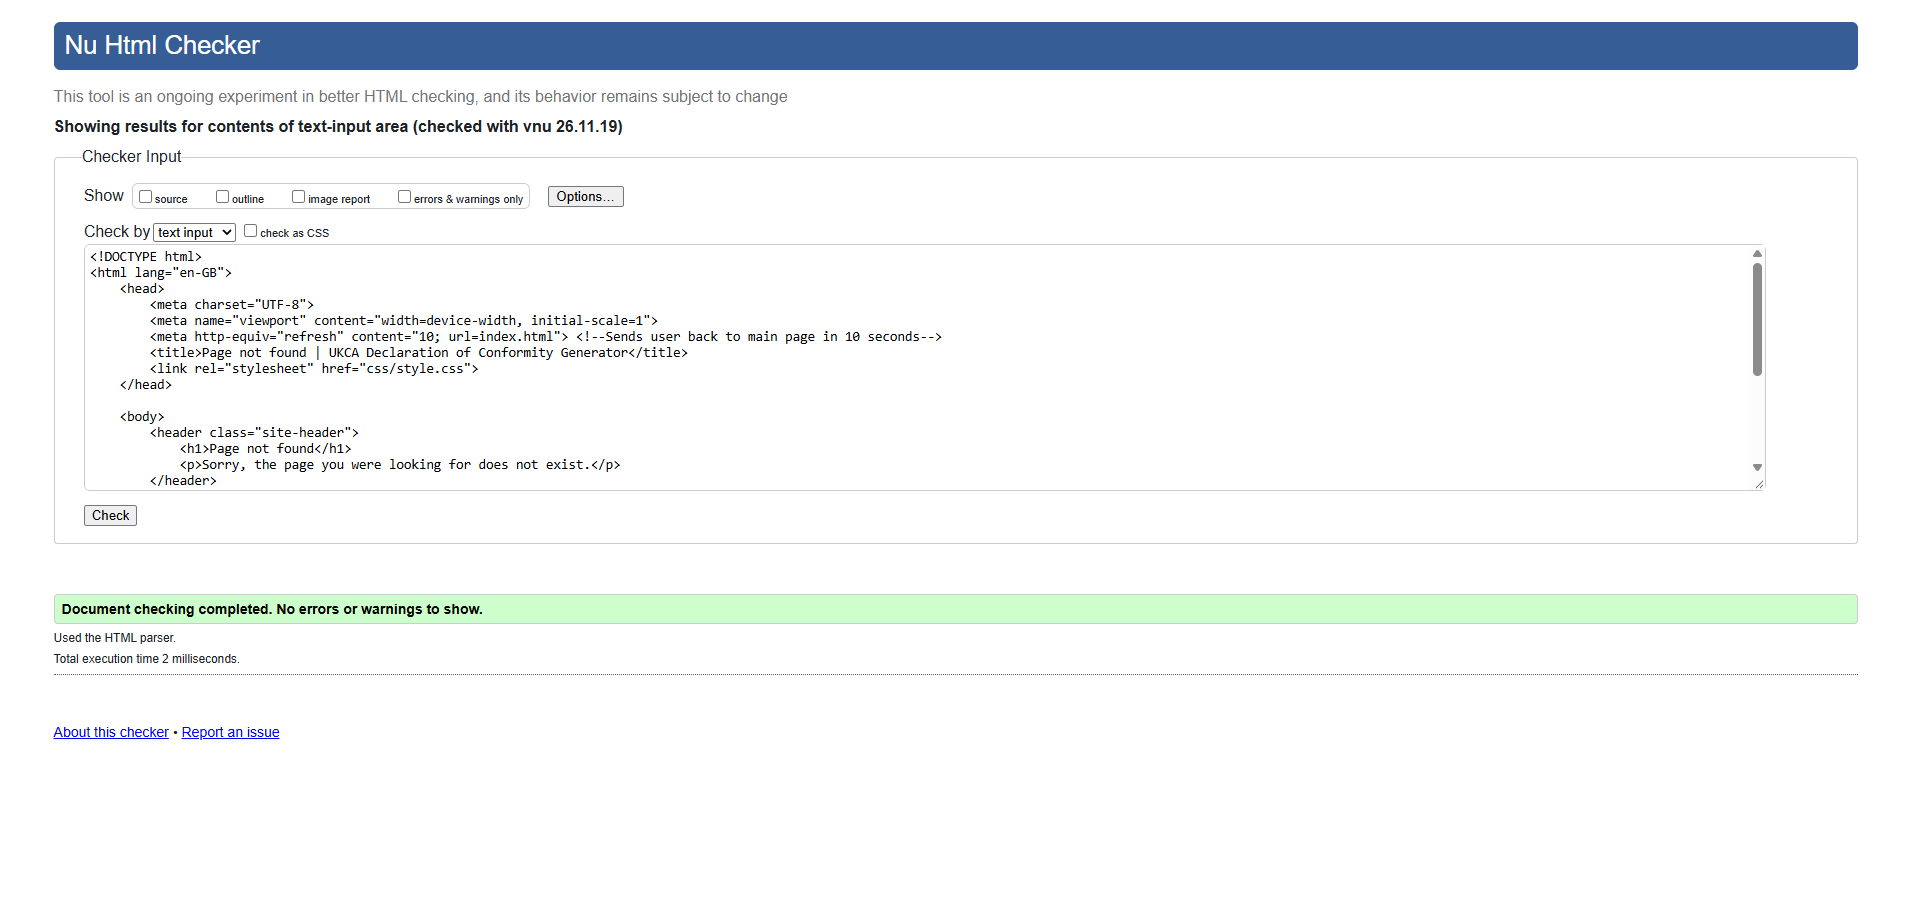 Nu Html Checker
This tool is an ongoing experiment in better HTML checking, and its behavior remains subject to change
Showing results for contents of text-input area (checked with vnu 26.11.19)
Checker Input
Show source outline image report errors & warnings only Options...
Check by text input check as CSS
<!DOCTYPE html>
<html lang="en-GB">
    <head>
        <meta charset="UTF-8">
        <meta name="viewport" content="width=device-width, initial-scale=1">
        <meta http-equiv="refresh" content="10; url=index.html"> <!--Sends user back to main page in 10 seconds-->
        <title>Page not found | UKCA Declaration of Conformity Generator</title>
        <link rel="stylesheet" href="css/style.css">
    </head>
    <body>
        <header class="site-header">
            <h1>Page not found</h1>
            <p>Sorry, the page you were looking for does not exist.</p>
        </header>
Check
Document checking completed. No errors or warnings to show.
Used the HTML parser.
Total execution time 2 milliseconds.
About this checker • Report an issue